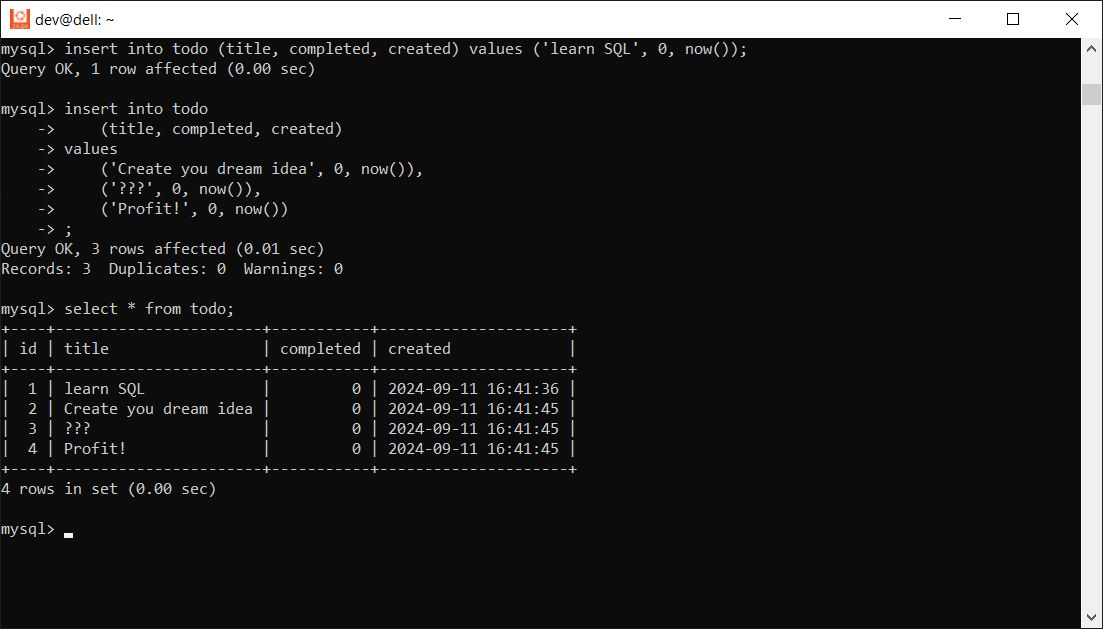 dev@dell: ~
mysql> insert into todo (title, completed, created) values ('learn SQL', 0, now());
Query OK, 1 row affected (0.00 sec)

mysql> insert into todo
    ->     (title, completed, created)
    -> values
    ->     ('Create you dream idea', 0, now()),
    ->     ('???', 0, now()),
    ->     ('Profit!', 0, now())
    -> ;
Query OK, 3 rows affected (0.01 sec)
Records: 3  Duplicates: 0  Warnings: 0

mysql> select * from todo;
+----+-----------------------+-----------+---------------------+
| id | title                 | completed | created             |
+----+-----------------------+-----------+---------------------+
|  1 | learn SQL             |         0 | 2024-09-11 16:41:36 |
|  2 | Create you dream idea |         0 | 2024-09-11 16:41:45 |
|  3 | ???                   |         0 | 2024-09-11 16:41:45 |
|  4 | Profit!               |         0 | 2024-09-11 16:41:45 |
+----+-----------------------+-----------+---------------------+
4 rows in set (0.00 sec)

mysql>